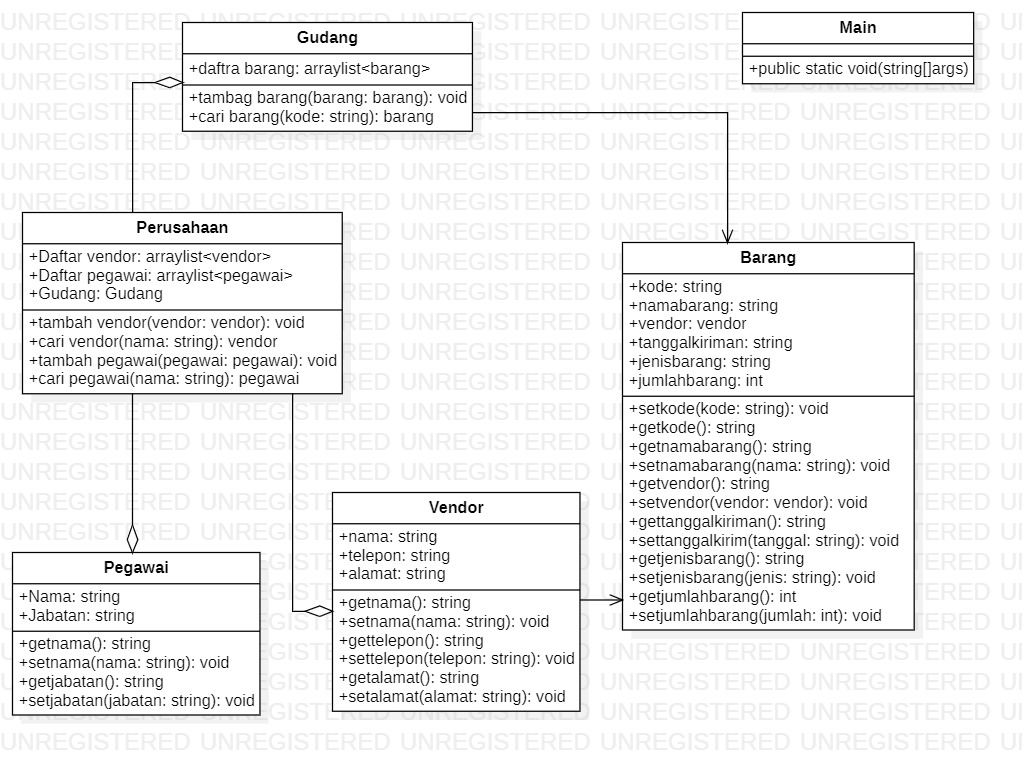 Gudang
+daftra barang: arraylist<barang>
+tambag barang(barang: barang): void
+cari barang(kode: string): barang
Main
+public static void(string[]args)
Perusahaan
+Daftar vendor: arraylist<vendor>
+Daftar pegawai: arraylist<pegawai>
+Gudang: Gudang
+tambah vendor(vendor: vendor): void
+cari vendor(nama: string): vendor
+tambah pegawai(pegawai: pegawai): void
+cari pegawai(nama: string): pegawai
Barang
+kode: string
+namabarang: string
+vendor: vendor
+tanggalkiriman: string
+jenisbarang: string
+jumlahbarang: int
+setkode(kode: string): void
+getkode(): string
+getnamabarang(): string
+setnamabarang(nama: string): void
+getvendor(): string
+setvendor(vendor: vendor): void
+gettanggalkiriman(): string
+settanggalkirim(tanggal: string): void
+getjenisbarang(): string
+setjenisbarang(jenis: string): void
+getjumlahbarang(): int
+setjumlahbarang(jumlah: int): void
Vendor
+nama: string
+telepon: string
+alamat: string
+getnama(): string
+setnama(nama: string): void
+gettelepon(): string
+settelepon(telepon: string): void
+getalamat(): string
+setalamat(alamat: string): void
Pegawai
+Nama: string
+Jabatan: string
+getnama(): string
+setnama(nama: string): void
+getjabatan(): string
+setjabatan(jabatan: string): void
UNREGISTERED